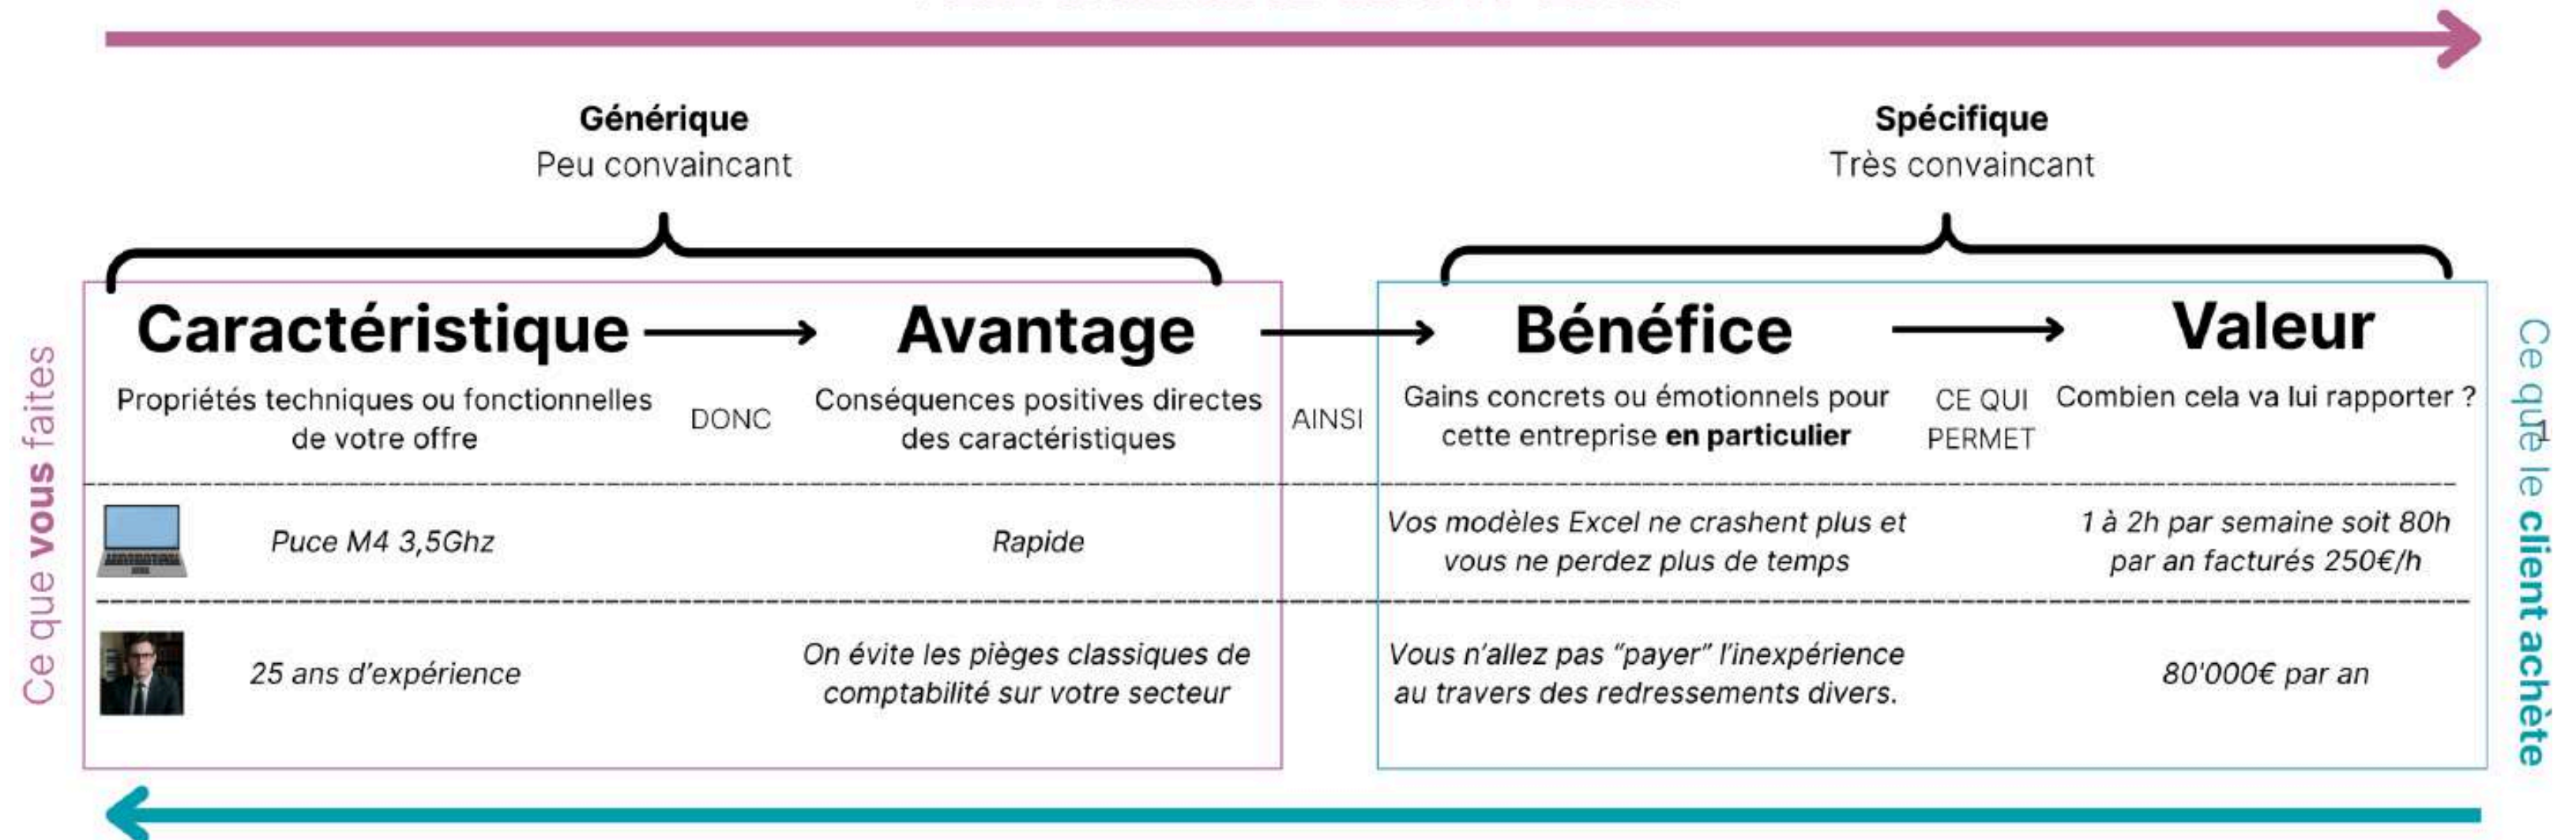 Générique
Peu convaincant
Spécifique
Très convaincant
Ce que vous faites
Caractéristique
Avantage
Bénéfice
Valeur
Propriétés techniques ou fonctionnelles
de votre offre
DONC
Conséquences positives directes
des caractéristiques
AINSI
Gains concrets ou émotionnels pour
cette entreprise en particulier
CE QUI
PERMET
Combien cela va lui rapporter ?
Puce M4 3,5Ghz
Rapide
Vos modèles Excel ne crashent plus et
vous ne perdez plus de temps
1 à 2h par semaine soit 80h
par an facturés 250€/h
25 ans d'expérience
On évite les pièges classiques de
comptabilité sur votre secteur
Vous n'allez pas “payer” l'inexpérience
au travers des redressements divers.
80'000€ par an
Ce que le client achète
1